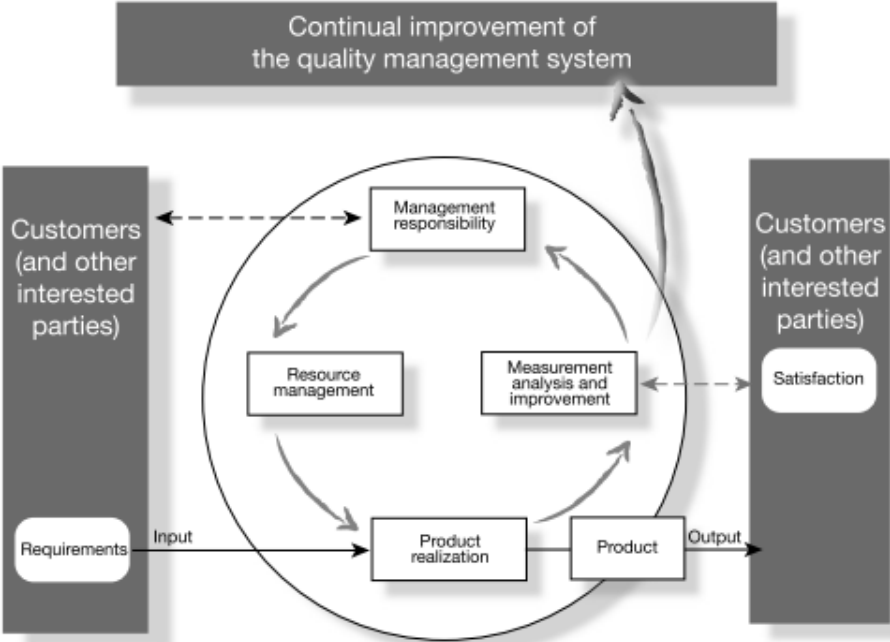 Continual improvement of
the quality management system
Customers
(and other
interested
parties)
Management
responsibility
Customers
(and other
interested
parties)
Resource
management
Measurement
analysis and
improvement
Satisfaction
Requirements
Input
Product
realization
Product
Output